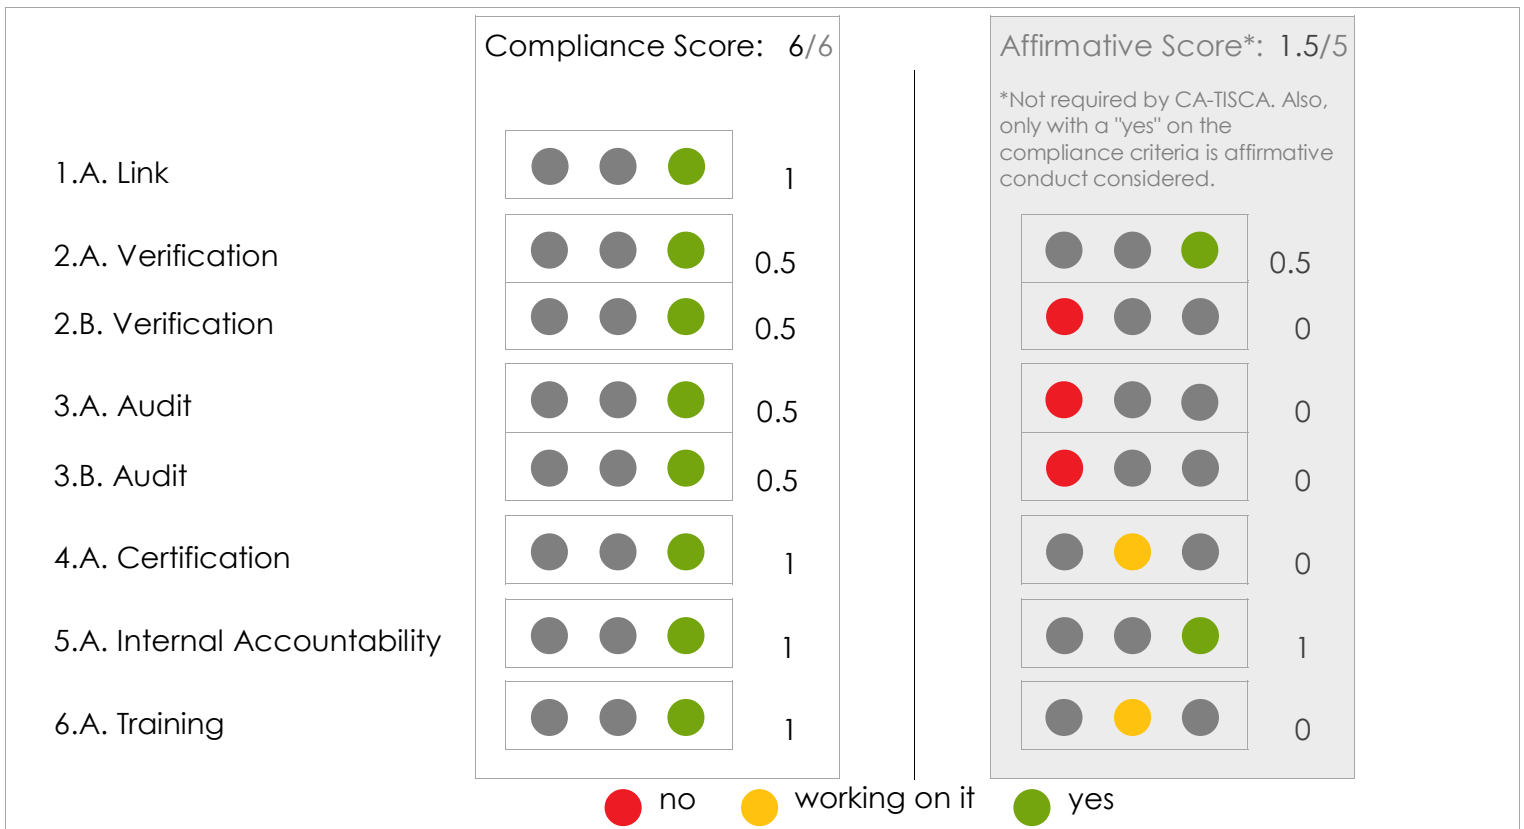 Compliance Score: 6/6
Affirmative Score*: 1.5/5
*Not required by CA-TISCA. Also,
only with a "yes" on the
compliance criteria is affirmative
conduct considered.
1.A. Link 1
2.A. Verification 0.5 0.5
2.B. Verification 0.5 0
3.A. Audit 0.5 0
3.B. Audit 0.5 0
4.A. Certification 1 0
5.A. Internal Accountability 1 1
6.A. Training 1 0
no working on it yes